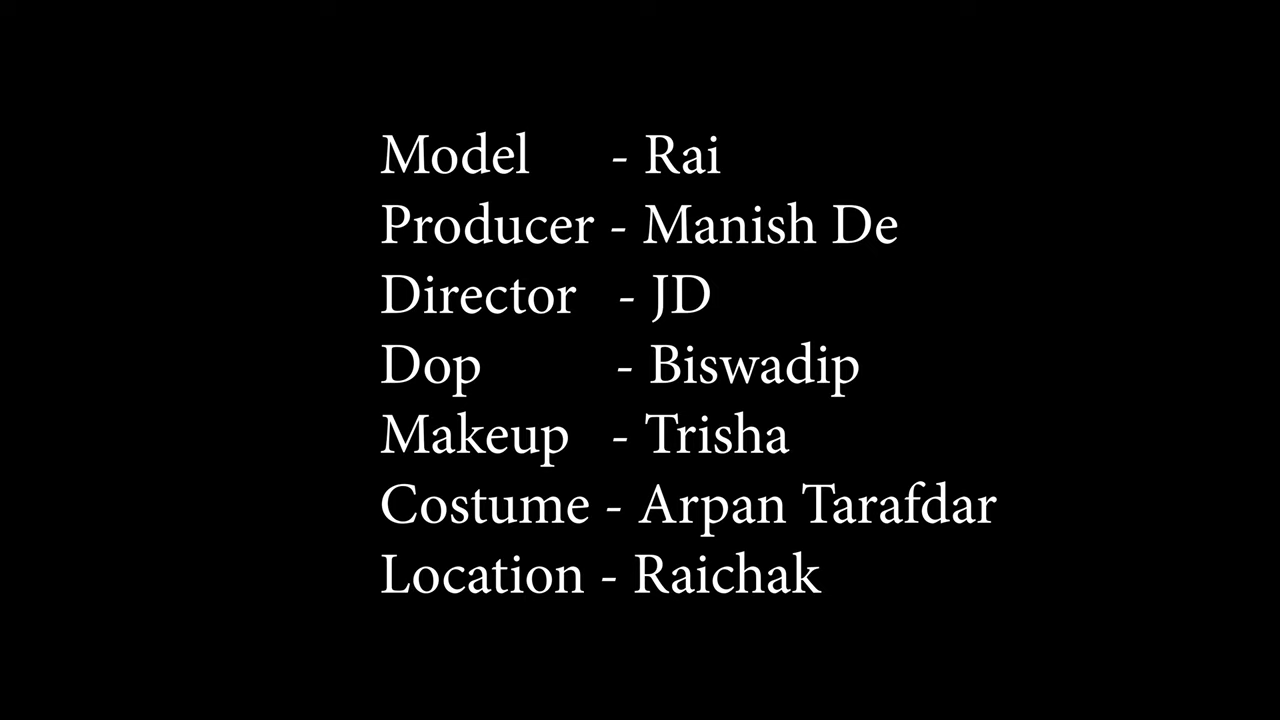 Model - Rai
Producer - Manish De
Director - JD
Dop - Biswadip
Makeup - Trisha
Costume - Arpan Tarafdar
Location - Raichak